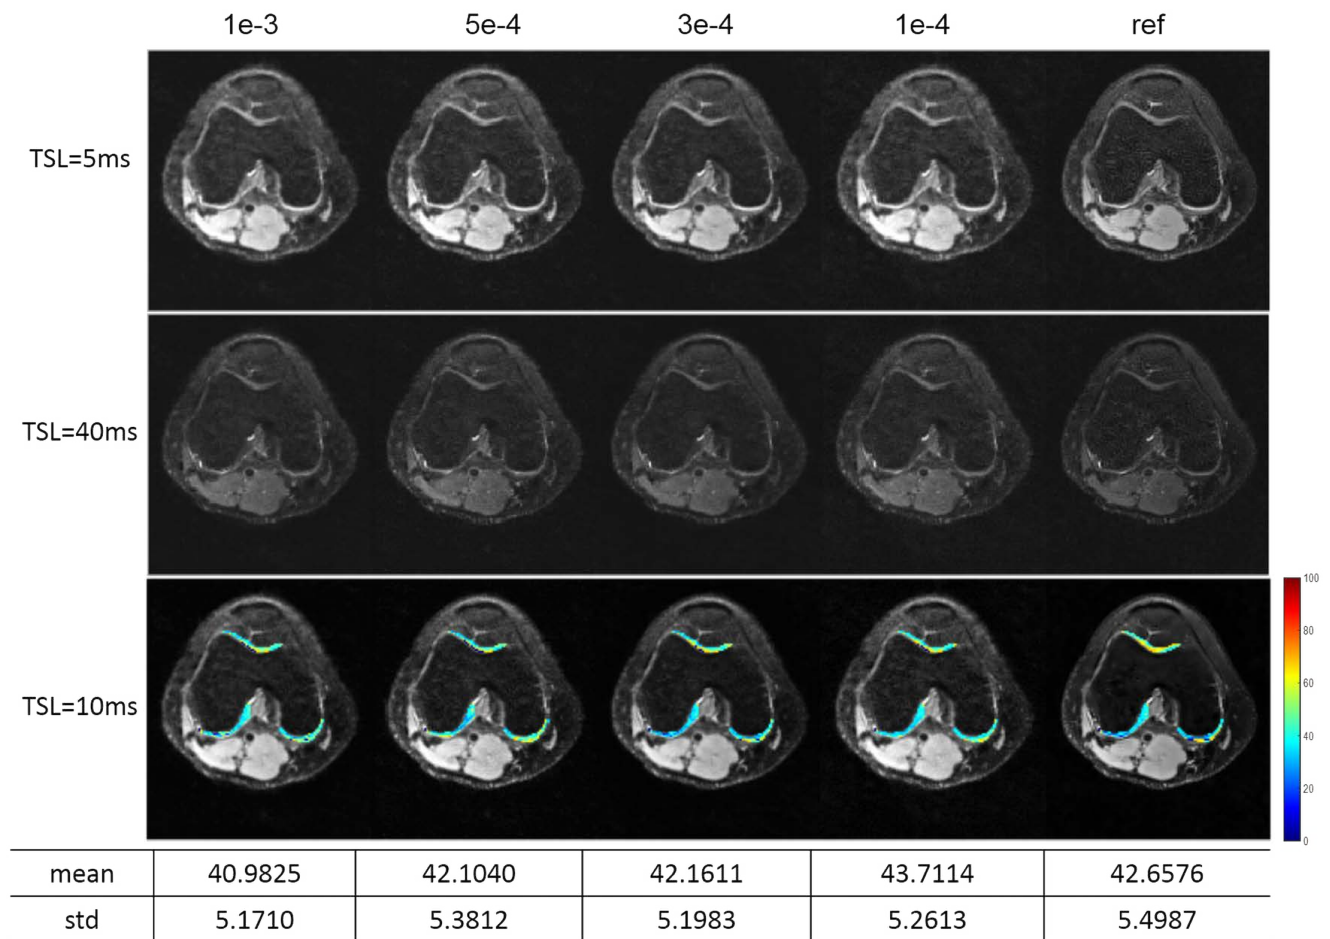 1e-3 5e-4 3e-4 1e-4 ref
TSL=5ms
TSL=40ms
TSL=10ms
100
80
60
40
20
0
mean 40.9825 42.1040 42.1611 43.7114 42.6576
std 5.1710 5.3812 5.1983 5.2613 5.4987